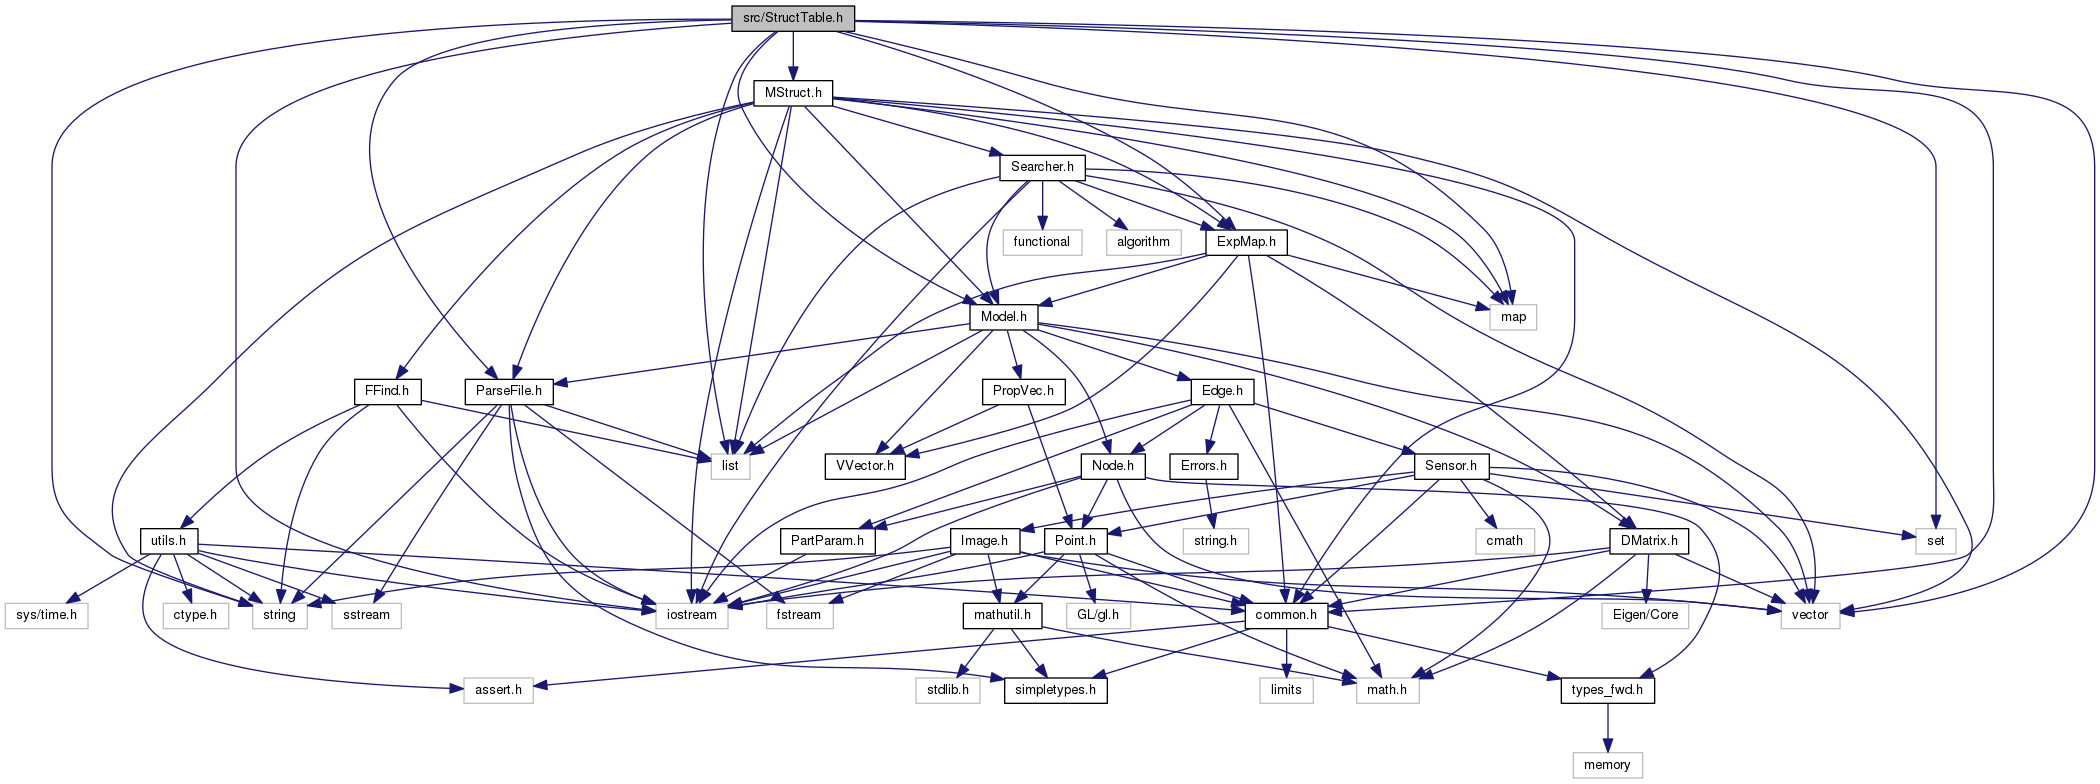 src/StructTable.h
MStruct.h
Searcher.h
functional
algorithm
ExpMap.h
Model.h
map
FFind.h
ParseFile.h
PropVec.h
Edge.h
list
VVector.h
Node.h
Errors.h
Sensor.h
utils.h
PartParam.h
Image.h
Point.h
string.h
cmath
DMatrix.h
set
sys/time.h
ctype.h
string
sstream
iostream
fstream
mathutil.h
GL/gl.h
common.h
Eigen/Core
vector
assert.h
stdlib.h
simpletypes.h
limits
math.h
types_fwd.h
memory